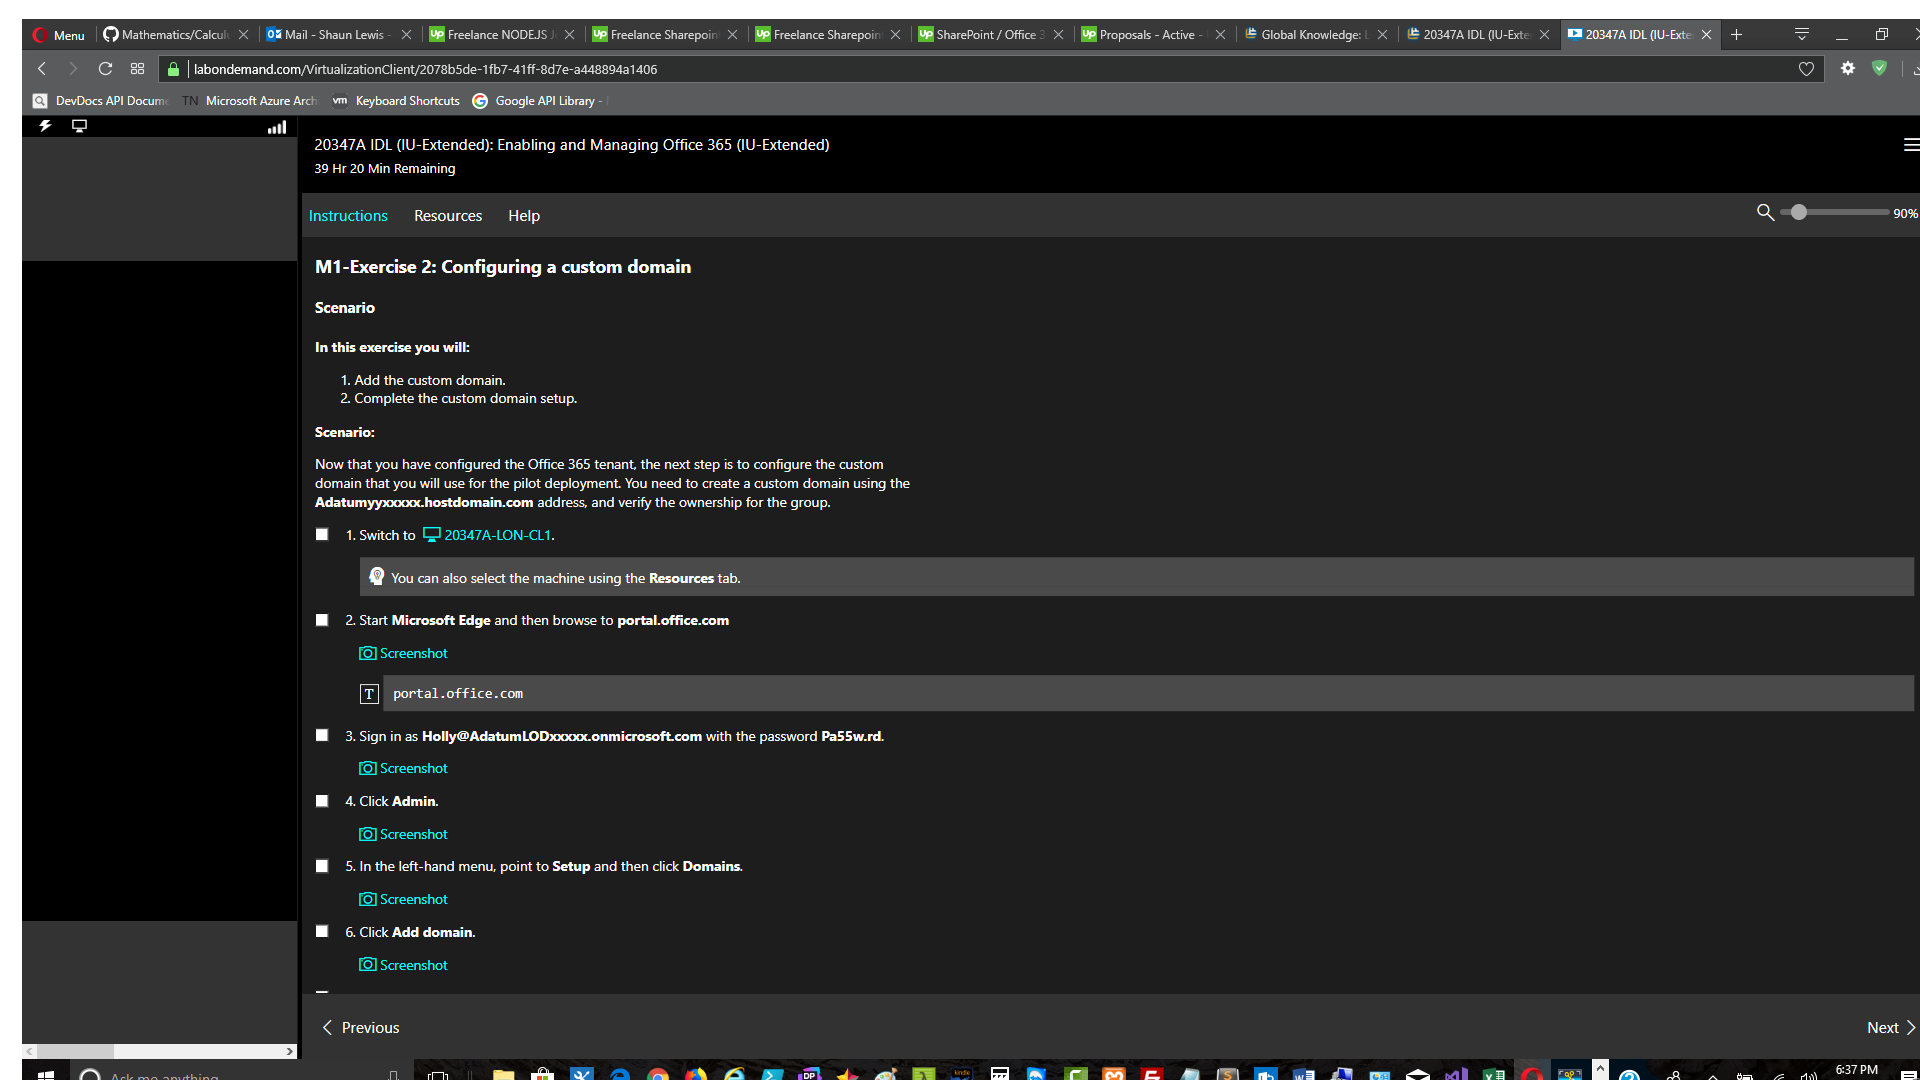 Menu
Mathematics/Calcul
Mail - Shaun Lewis -
Freelance NODEJS J
Freelance Sharepoin
Freelance Sharepoin
SharePoint / Office 3
Proposals - Active -
Global Knowledge: L
20347A IDL (IU-Exte
20347A IDL (IU-Exte
labondemand.com/VirtualizationClient/2078b5de-1fb7-41ff-8d7e-a448894a1406
DevDocs API Docume
TN Microsoft Azure Arch
vm Keyboard Shortcuts
Google API Library -
20347A IDL (IU-Extended): Enabling and Managing Office 365 (IU-Extended)
39 Hr 20 Min Remaining
Instructions Resources Help
90%
M1-Exercise 2: Configuring a custom domain
Scenario
In this exercise you will:
1. Add the custom domain.
2. Complete the custom domain setup.
Scenario:
Now that you have configured the Office 365 tenant, the next step is to configure the custom
domain that you will use for the pilot deployment. You need to create a custom domain using the
Adatumyyxxxxx.hostdomain.com address, and verify the ownership for the group.
1. Switch to 20347A-LON-CL1.
You can also select the machine using the Resources tab.
2. Start Microsoft Edge and then browse to portal.office.com
Screenshot
T portal.office.com
3. Sign in as Holly@AdatumLODxxxxx.onmicrosoft.com with the password Pa55w.rd.
Screenshot
4. Click Admin.
Screenshot
5. In the left-hand menu, point to Setup and then click Domains.
Screenshot
6. Click Add domain.
Screenshot
Previous
Next
Ask me anything
6:37 PM